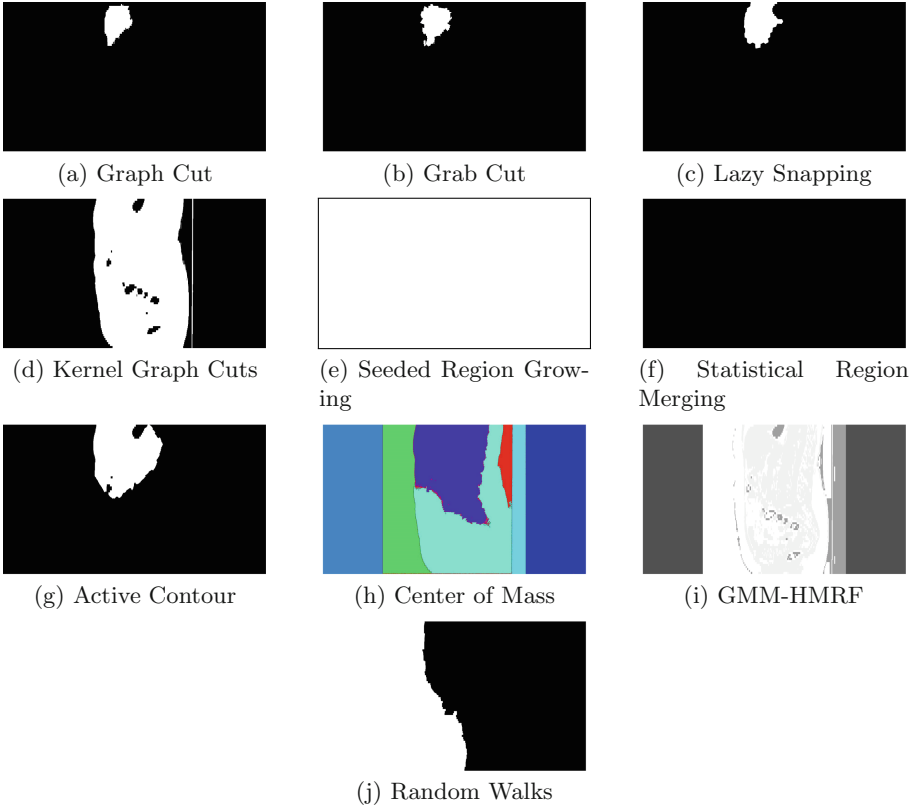 (a) Graph Cut
(b) Grab Cut
(c) Lazy Snapping
(d) Kernel Graph Cuts
(e) Seeded Region Grow-
ing
(f) Statistical Region
Merging
(g) Active Contour
(h) Center of Mass
(i) GMM-HMRF
(j) Random Walks